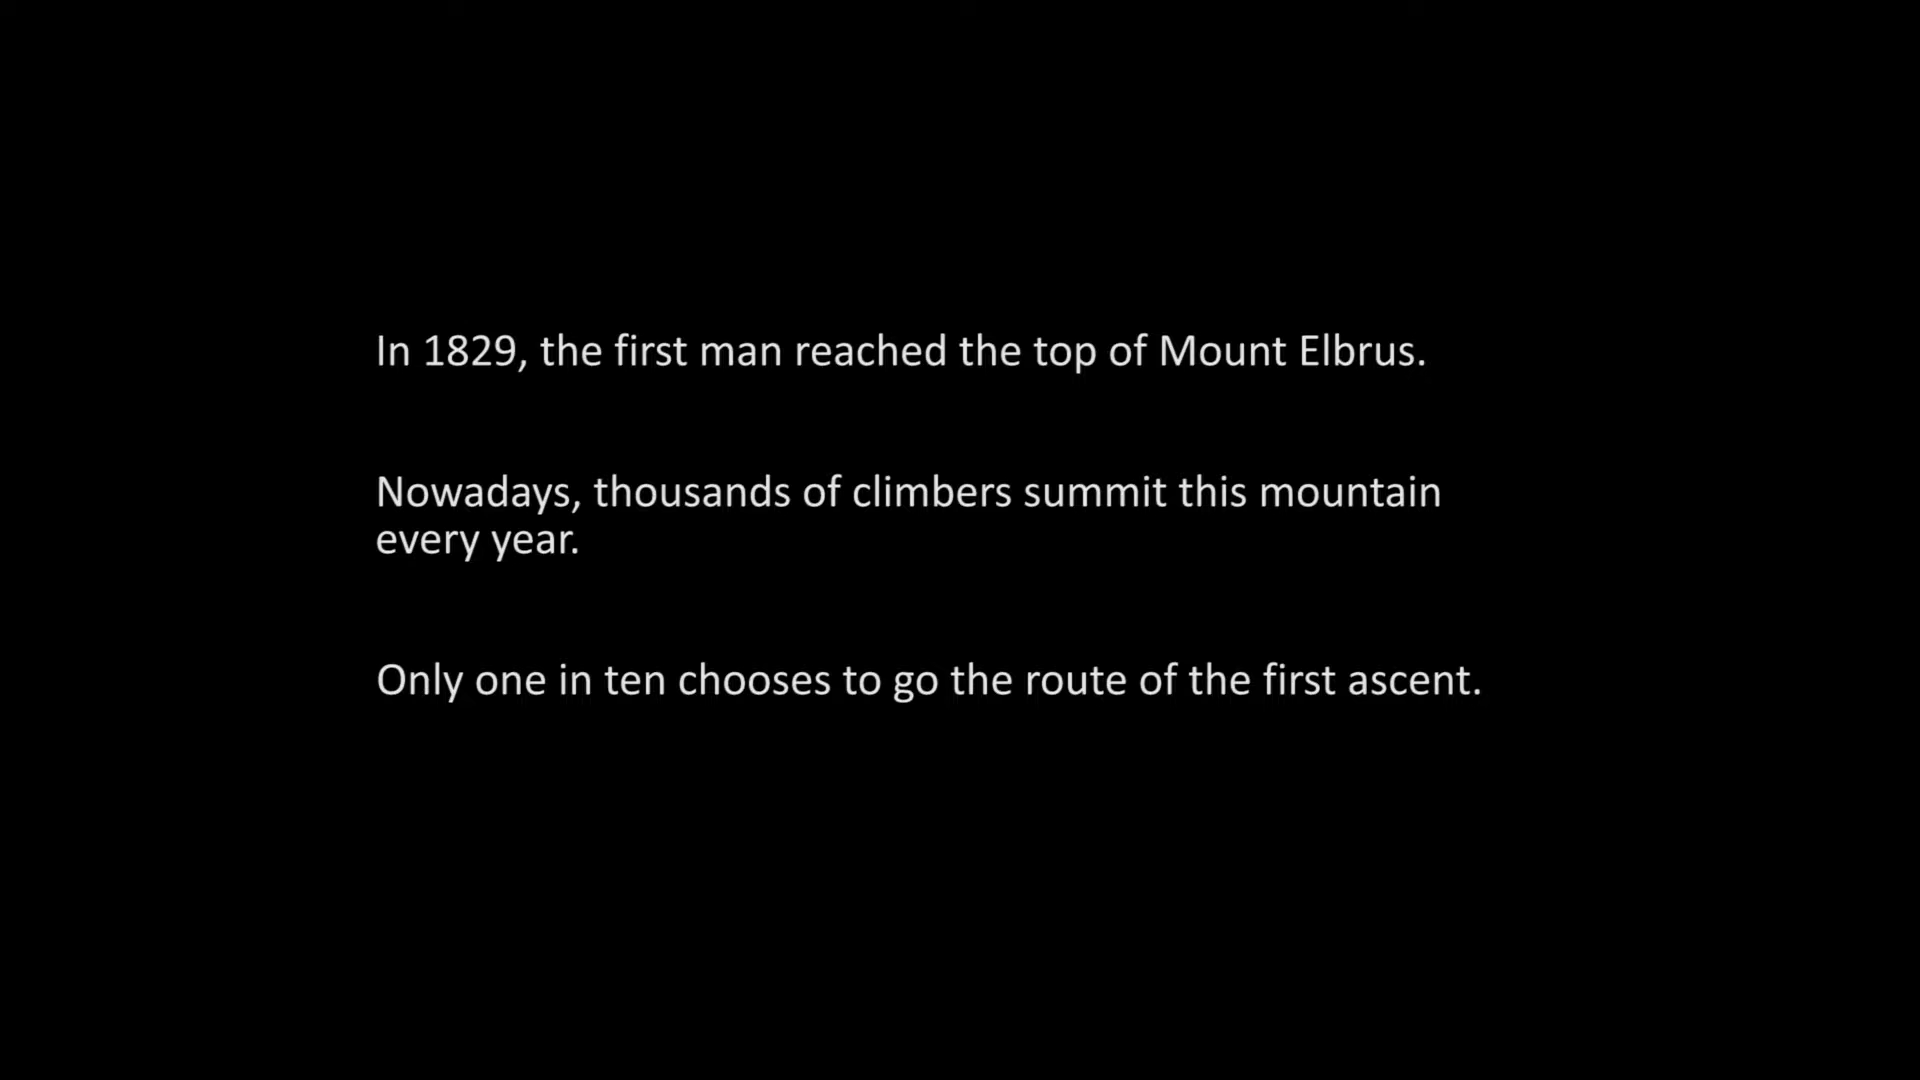 In 1829, the first man reached the top of Mount Elbrus.
Nowadays, thousands of climbers summit this mountain
every year.
Only one in ten chooses to go the route of the first ascent.